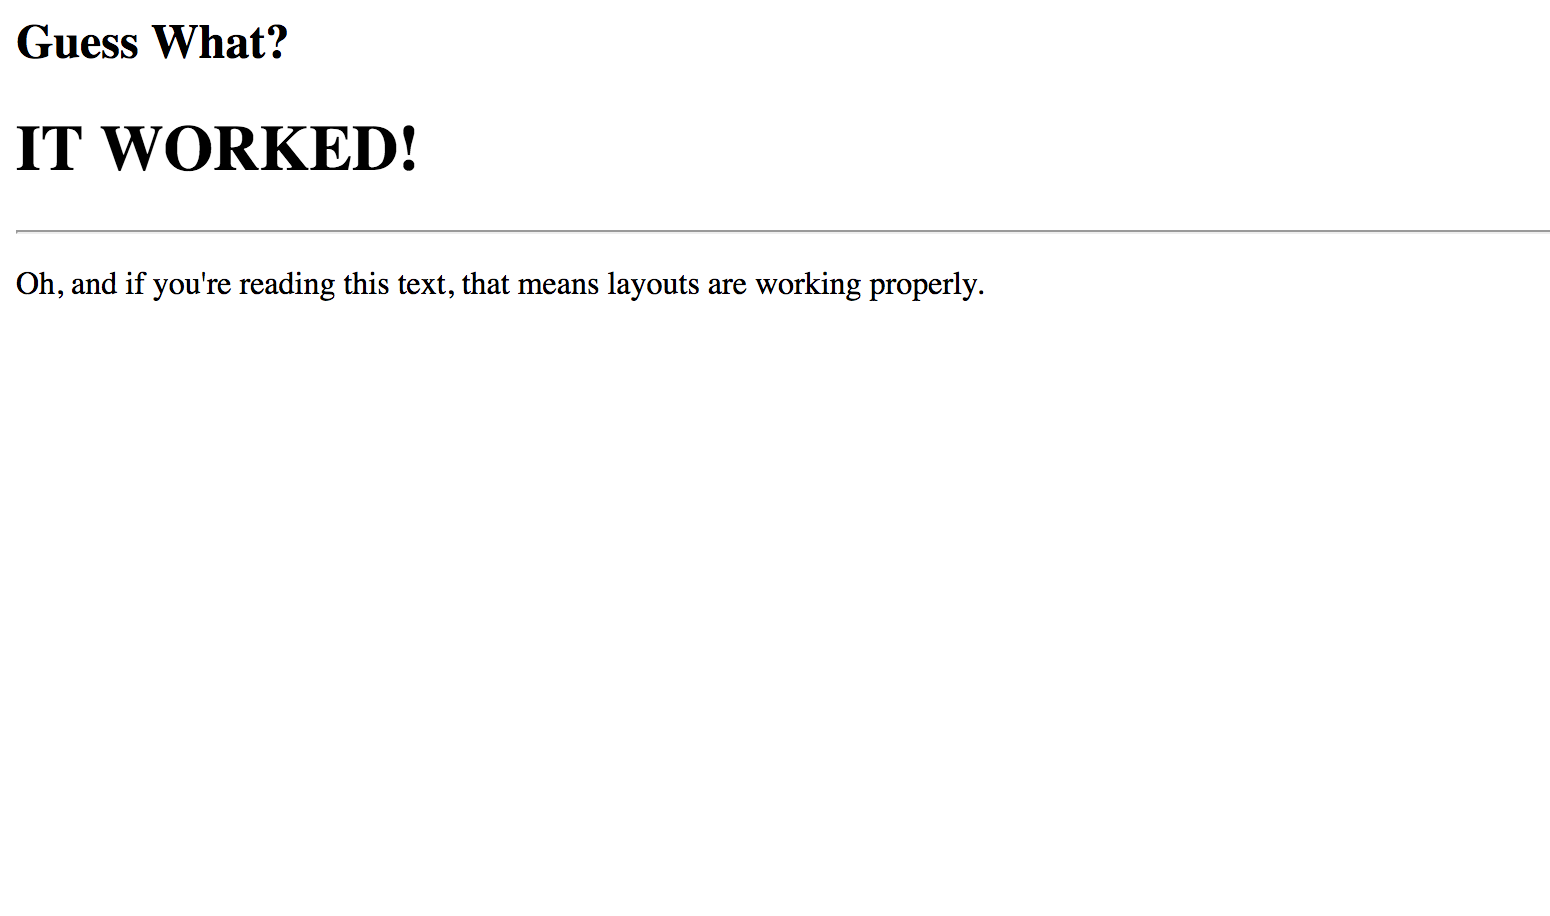 Guess What?
IT WORKED!
Oh, and if you're reading this text, that means layouts are working properly.